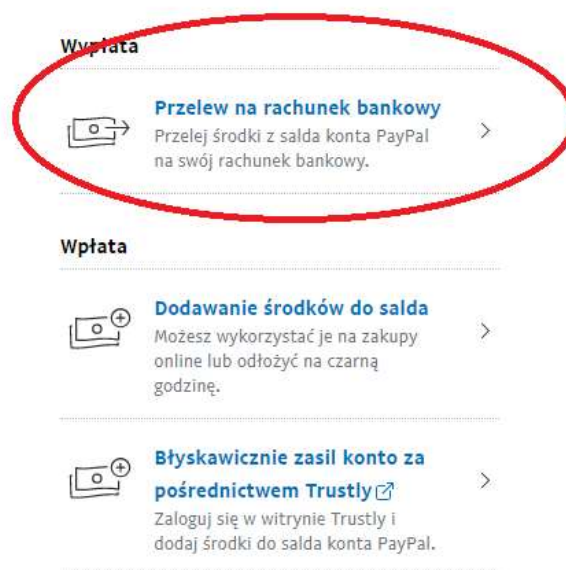 Wypłata
Przelew na rachunek bankowy
Przelej środki z salda konta PayPal
na swój rachunek bankowy.
Wpłata
Dodawanie środków do salda
Możesz wykorzystać je na zakupy
online lub odłożyć na czarną
godzinę.
Błyskawicznie zasil konto za
pośrednictwem Trustly
Zaloguj się w witrynie Trustly i
dodaj środki do salda konta PayPal.